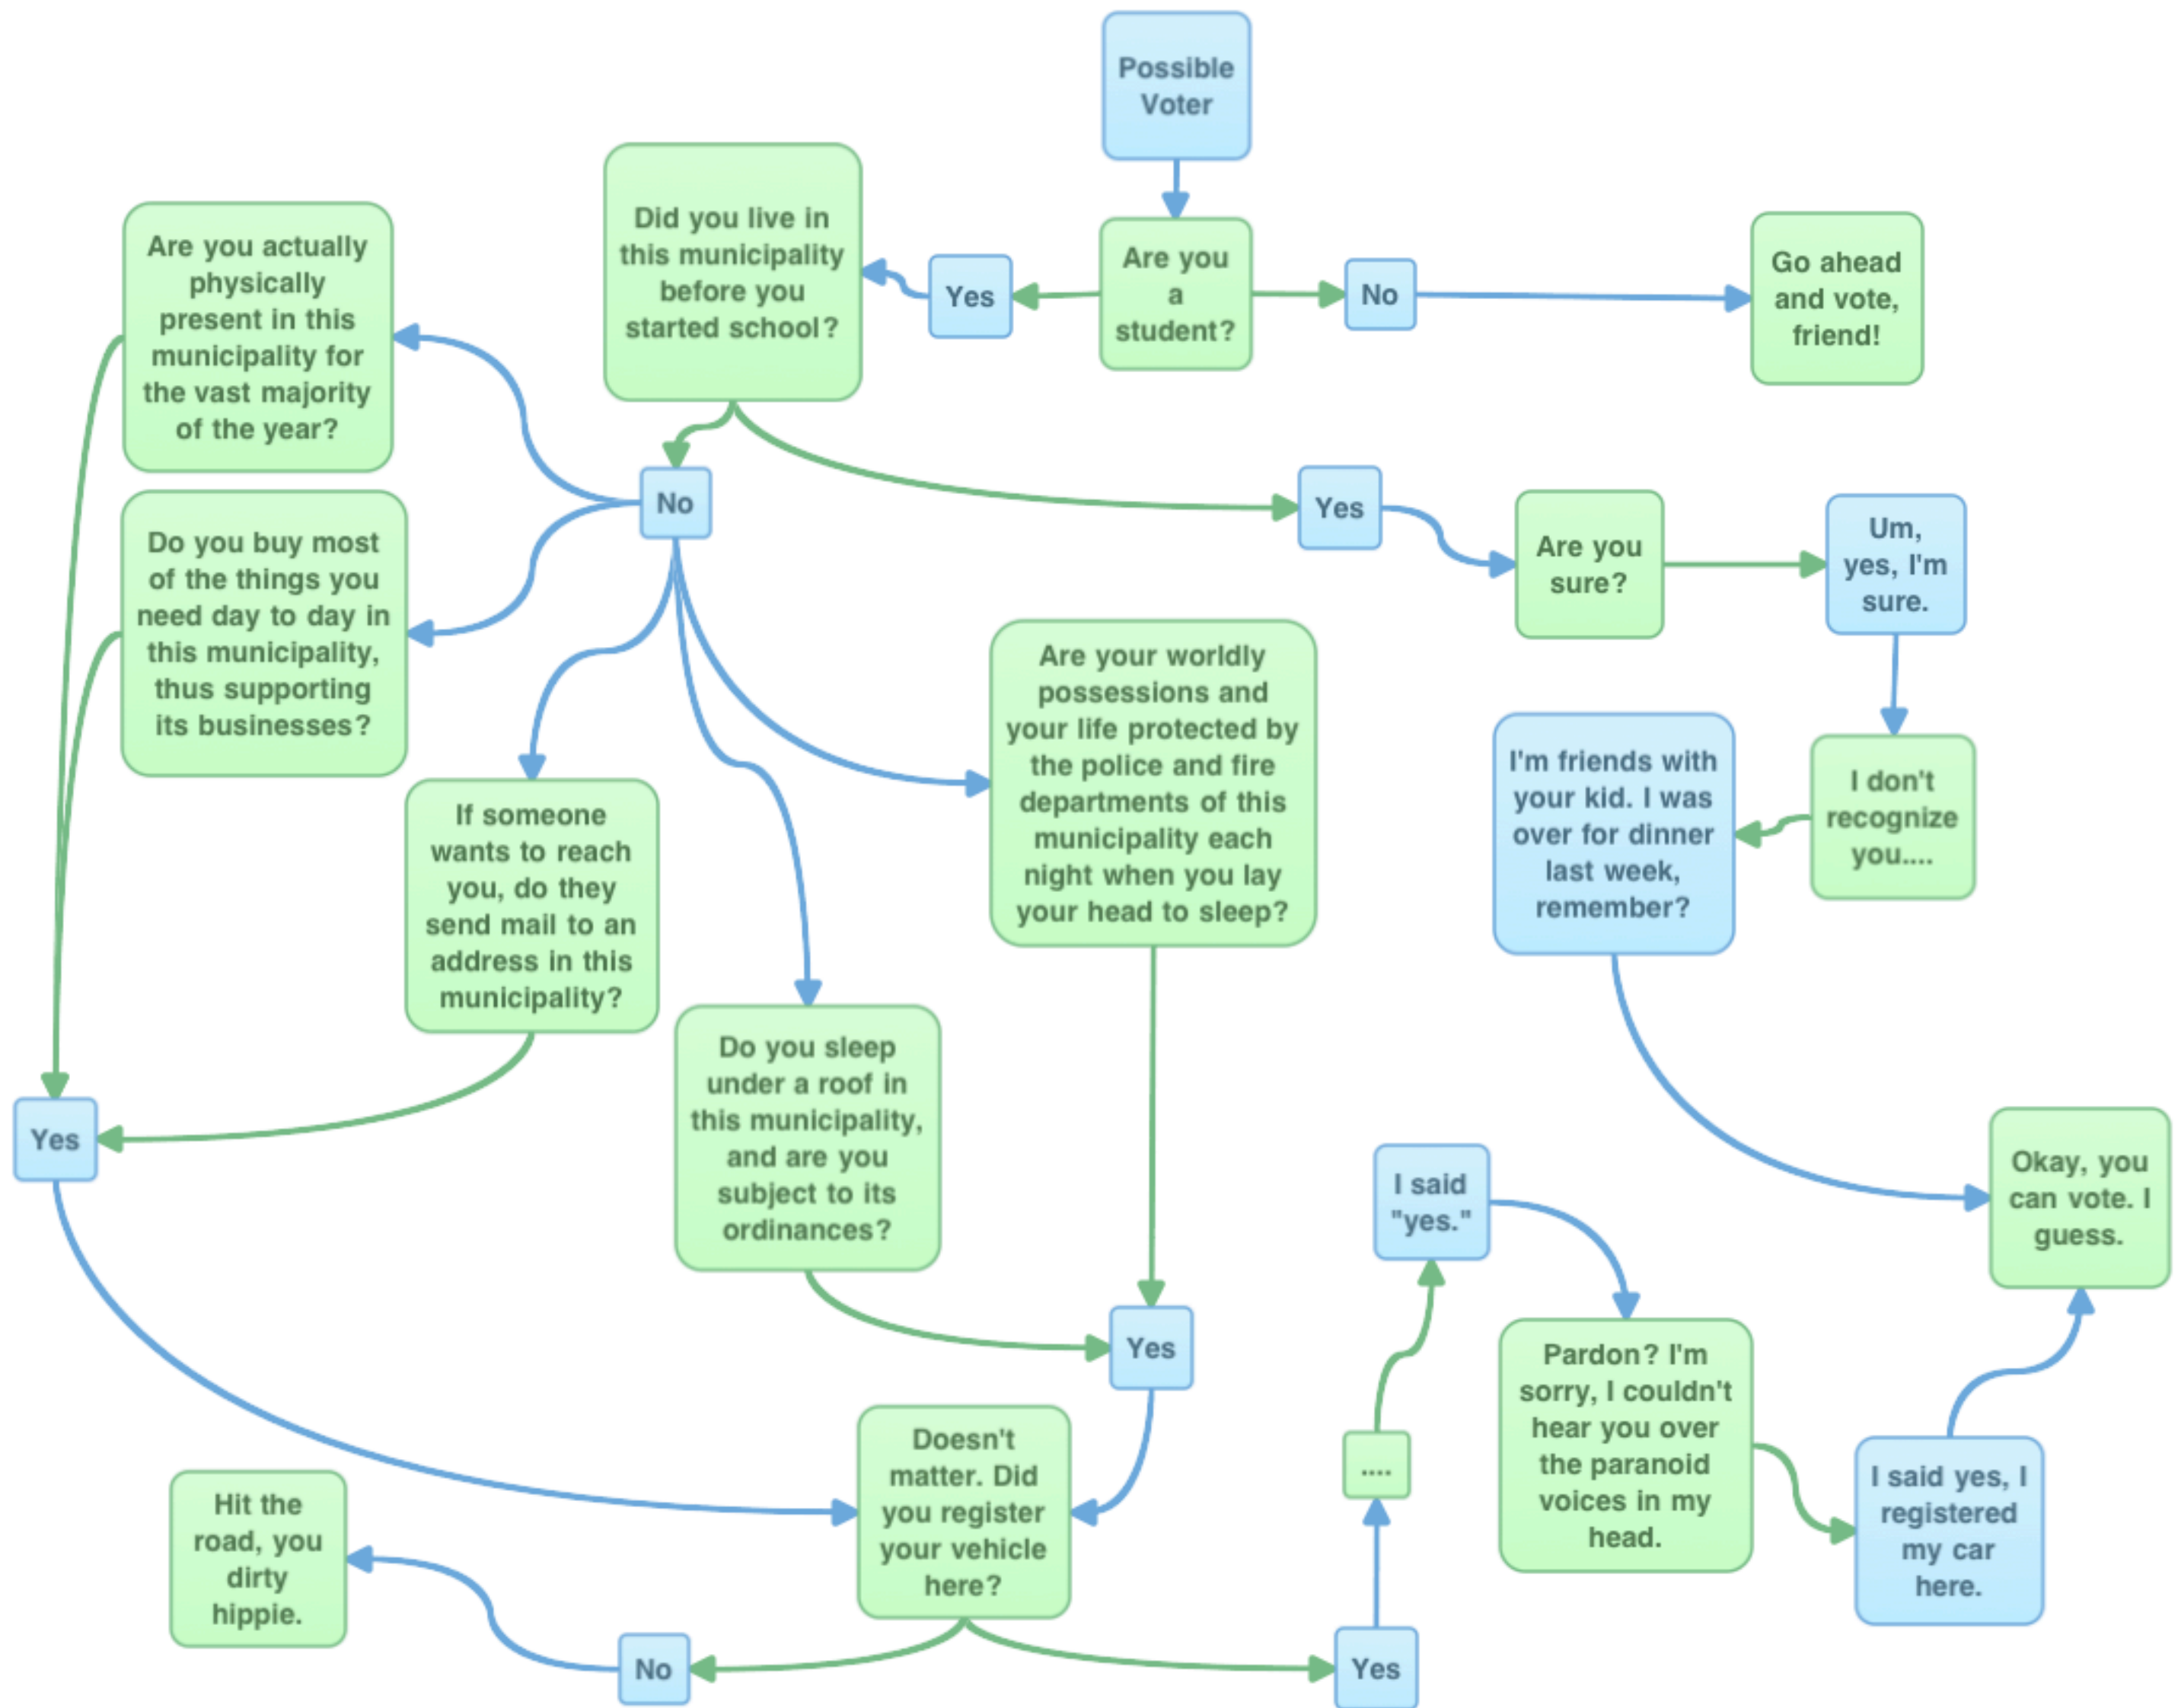 Possible
Voter
Are you
a
student?
No
Go ahead
and vote,
friend!
Yes
Did you live in
this municipality
before you
started school?
Yes
Are you
sure?
Um,
yes, I'm
sure.
I don't
recognize
you....
I'm friends with
your kid. I was
over for dinner
last week,
remember?
Okay, you
can vote. I
guess.
No
Are you actually
physically
present in this
municipality for
the vast majority
of the year?
Do you buy most
of the things you
need day to day in
this municipality,
thus supporting
its businesses?
If someone
wants to reach
you, do they
send mail to an
address in this
municipality?
Do you sleep
under a roof in
this municipality,
and are you
subject to its
ordinances?
Are your worldly
possessions and
your life protected by
the police and fire
departments of this
municipality each
night when you lay
your head to sleep?
Yes
Yes
Doesn't
matter. Did
you register
your vehicle
here?
No
Hit the
road, you
dirty
hippie.
Yes
....
I said
"yes."
Pardon? I'm
sorry, I couldn't
hear you over
the paranoid
voices in my
head.
I said yes, I
registered
my car
here.